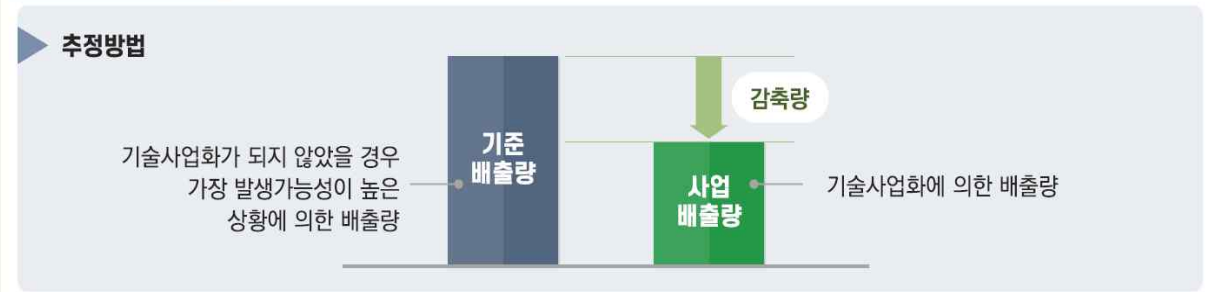 추정방법
감축량
기술사업화가 되지 않았을 경우
가장 발생가능성이 높은
상황에 의한 배출량
기준
배출량
사업
배출량
기술사업화에 의한 배출량